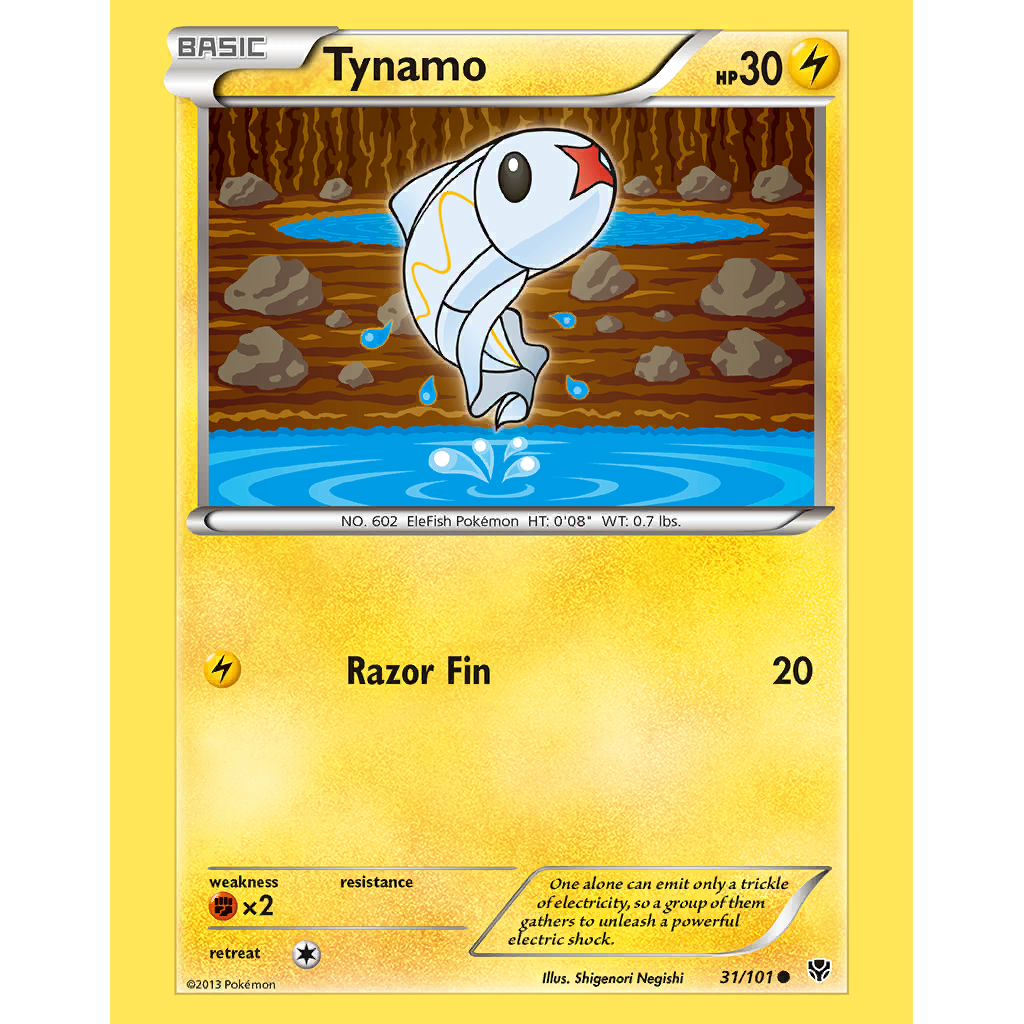 BASIC
Tynamo
HP30
NO. 602 EleFish Pokémon HT: 0'08" WT: 0.7 lbs.
Razor Fin 20
weakness resistance
×2
retreat
One alone can emit only a trickle
of electricity, so a group of them
gathers to unleash a powerful
electric shock.
Illus. Shigenori Negishi 31/101
©2013 Pokémon